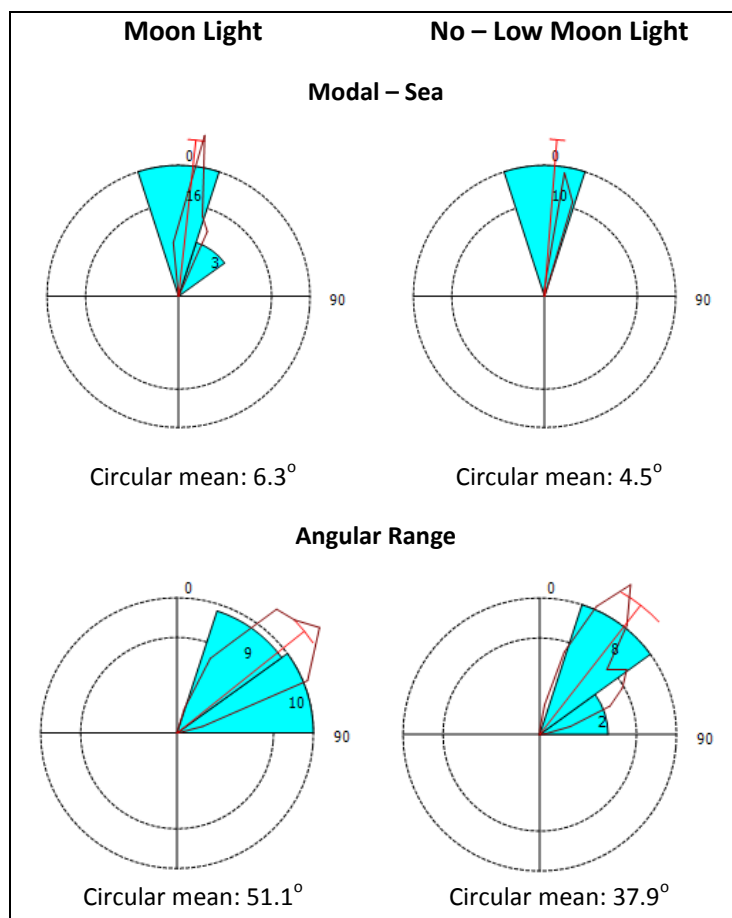 Moon Light No – Low Moon Light
Modal – Sea
0 0
16 10
3
90 90
Circular mean: 6.3° Circular mean: 4.5°
Angular Range
0 0
9 8
10 2
90 90
Circular mean: 51.1° Circular mean: 37.9°